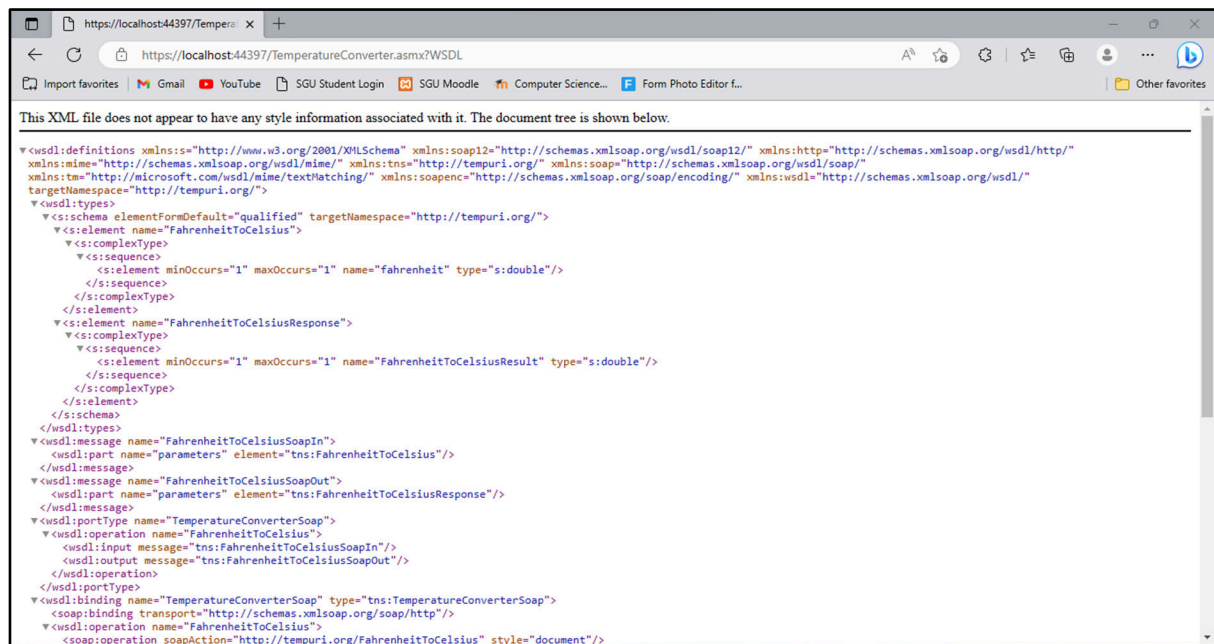 https://localhost:44397/Tempera
https://localhost:44397/TemperatureConverter.asmx?WSDL
Import favorites
Gmail
YouTube
SGU Student Login
SGU Moodle
Computer Science...
Form Photo Editor f...
Other favorites
This XML file does not appear to have any style information associated with it. The document tree is shown below.
▼<wsdl:definitions xmlns:s="http://www.w3.org/2001/XMLSchema" xmlns:soap12="http://schemas.xmlsoap.org/wsdl/soap12/" xmlns:http="http://schemas.xmlsoap.org/wsdl/http/"
xmlns:mime="http://schemas.xmlsoap.org/wsdl/mime/" xmlns:tns="http://tempuri.org/" xmlns:soap="http://schemas.xmlsoap.org/wsdl/soap/"
xmlns:tm="http://microsoft.com/wsdl/mime/textMatching/" xmlns:soapenc="http://schemas.xmlsoap.org/soap/encoding/" xmlns:wsdl="http://schemas.xmlsoap.org/wsdl/"
targetNamespace="http://tempuri.org/">
▼<wsdl:types>
▼<s:schema elementFormDefault="qualified" targetNamespace="http://tempuri.org/">
▼<s:element name="FahrenheitToCelsius">
▼<s:complexType>
▼<s:sequence>
<s:element minOccurs="1" maxOccurs="1" name="fahrenheit" type="s:double"/>
</s:sequence>
</s:complexType>
</s:element>
▼<s:element name="FahrenheitToCelsiusResponse">
▼<s:complexType>
▼<s:sequence>
<s:element minOccurs="1" maxOccurs="1" name="FahrenheitToCelsiusResult" type="s:double"/>
</s:sequence>
</s:complexType>
</s:element>
</s:schema>
</wsdl:types>
▼<wsdl:message name="FahrenheitToCelsiusSoapIn">
<wsdl:part name="parameters" element="tns:FahrenheitToCelsius"/>
</wsdl:message>
▼<wsdl:message name="FahrenheitToCelsiusSoapOut">
<wsdl:part name="parameters" element="tns:FahrenheitToCelsiusResponse"/>
</wsdl:message>
▼<wsdl:portType name="TemperatureConverterSoap">
▼<wsdl:operation name="FahrenheitToCelsius">
<wsdl:input message="tns:FahrenheitToCelsiusSoapIn"/>
<wsdl:output message="tns:FahrenheitToCelsiusSoapOut"/>
</wsdl:operation>
</wsdl:portType>
▼<wsdl:binding name="TemperatureConverterSoap" type="tns:TemperatureConverterSoap">
<soap:binding transport="http://schemas.xmlsoap.org/soap/http"/>
▼<wsdl:operation name="FahrenheitToCelsius">
<soap:operation soapAction="http://tempuri.org/FahrenheitToCelsius" style="document"/>